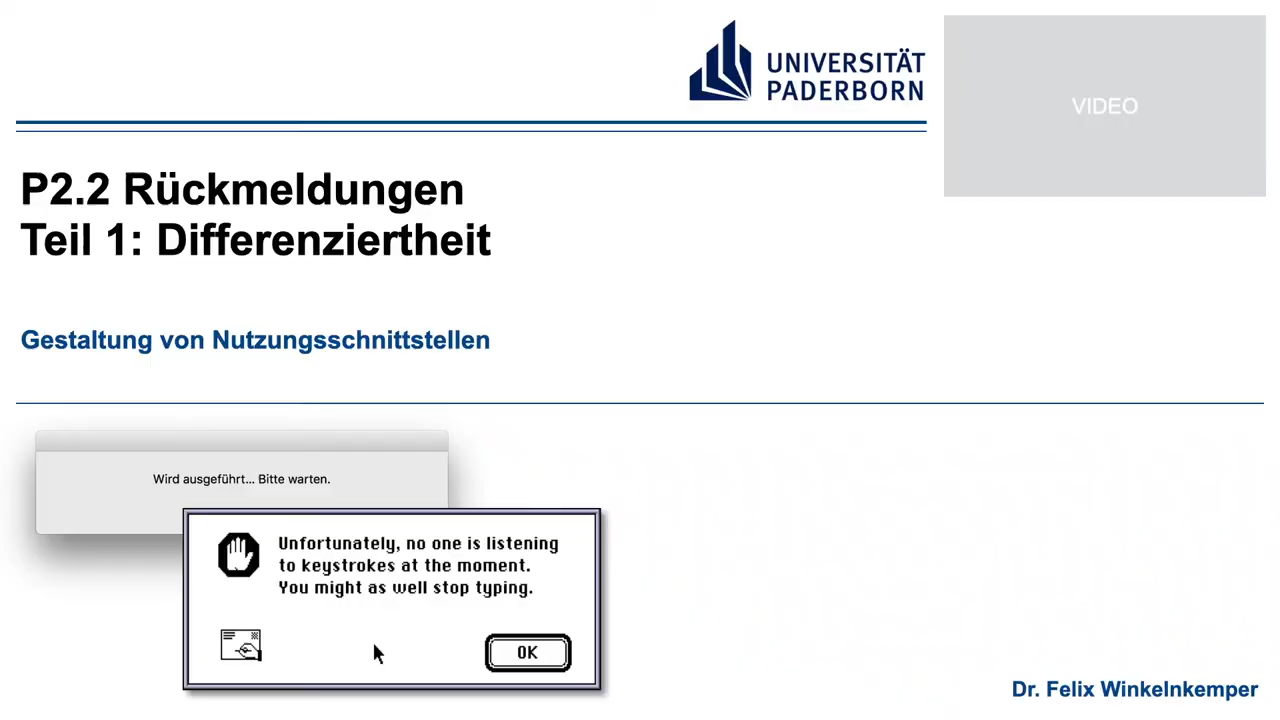 UNIVERSITÄT
PADERBORN
VIDEO
P2.2 Rückmeldungen
Teil 1: Differenziertheit
Gestaltung von Nutzungsschnittstellen
Wird ausgeführt... Bitte warten.
Unfortunately, no one is listening
to keystrokes at the moment.
You might as well stop typing.
OK
Dr. Felix Winkelnkemper